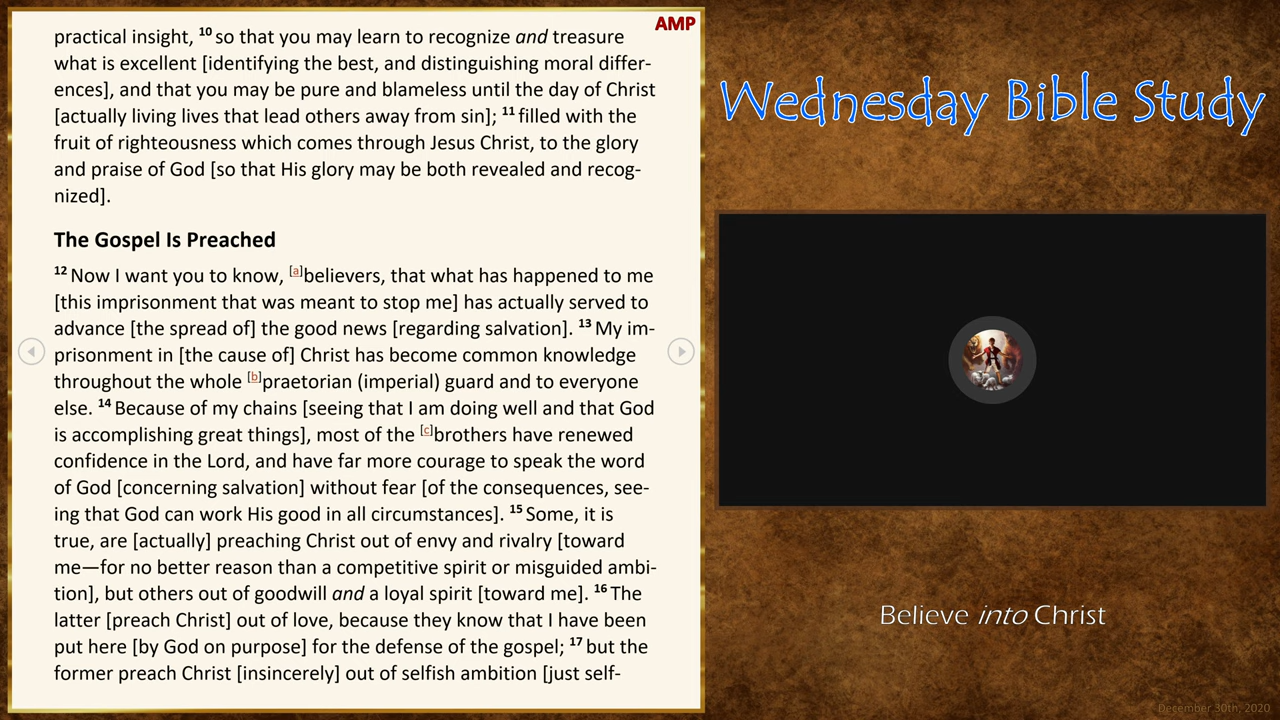 AMP
practical insight, 10 so that you may learn to recognize and treasure
what is excellent [identifying the best, and distinguishing moral differ-
ences], and that you may be pure and blameless until the day of Christ
[actually living lives that lead others away from sin]; 11 filled with the
fruit of righteousness which comes through Jesus Christ, to the glory
and praise of God [so that His glory may be both revealed and recog-
nized].
The Gospel Is Preached
12 Now I want you to know, [a]believers, that what has happened to me
[this imprisonment that was meant to stop me] has actually served to
advance [the spread of] the good news [regarding salvation]. 13 My im-
prisonment in [the cause of] Christ has become common knowledge
throughout the whole [b]praetorian (imperial) guard and to everyone
else. 14 Because of my chains [seeing that I am doing well and that God
is accomplishing great things], most of the [c]brothers have renewed
confidence in the Lord, and have far more courage to speak the word
of God [concerning salvation] without fear [of the consequences, see-
ing that God can work His good in all circumstances]. 15 Some, it is
true, are [actually] preaching Christ out of envy and rivalry [toward
me—for no better reason than a competitive spirit or misguided ambi-
tion], but others out of goodwill and a loyal spirit [toward me]. 16 The
latter [preach Christ] out of love, because they know that I have been
put here [by God on purpose] for the defense of the gospel; 17 but the
former preach Christ [insincerely] out of selfish ambition [just self-
Wednesday Bible Study
Believe into Christ
December 30th, 2020